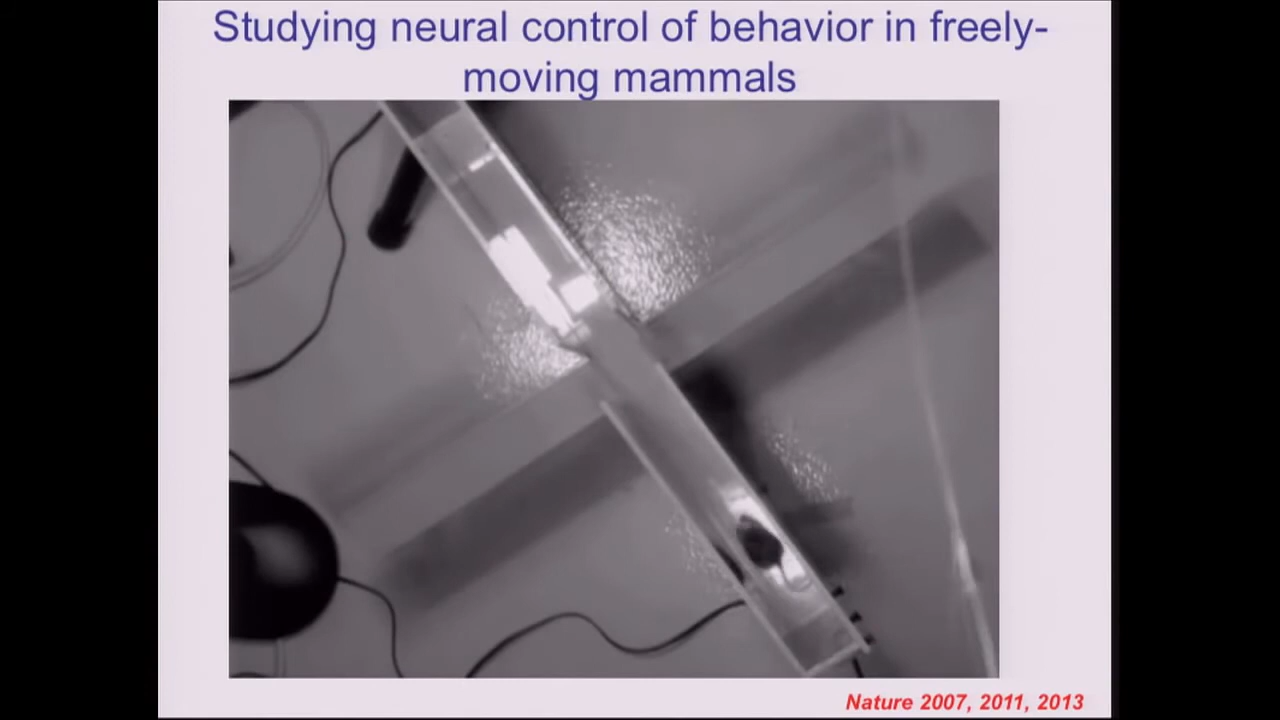 Studying neural control of behavior in freely-
moving mammals
Nature 2007, 2011, 2013